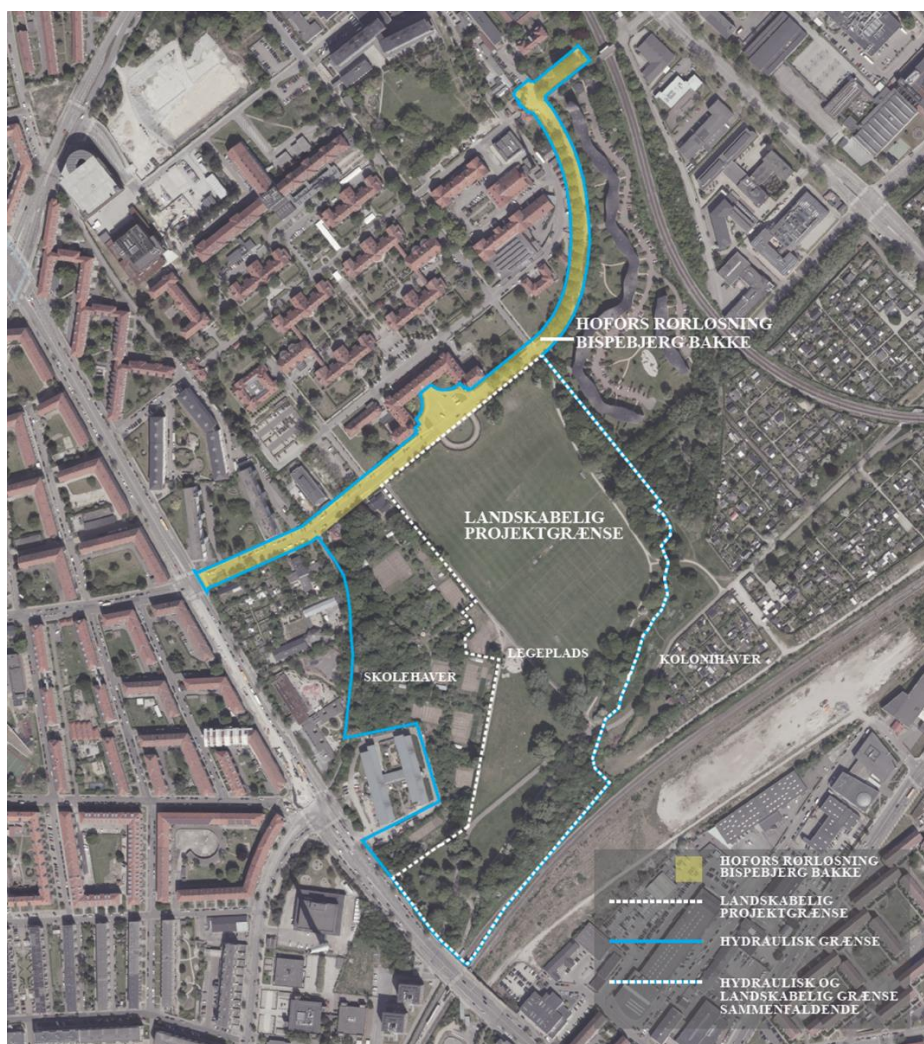 HOFORS RØRLØSNING
BISPEBJERG BAKKE
LANDSKABELIG
PROJEKTGRÆNSE
LEGEPLADS
KOLONIHAVER
SKOLEHAVER
HOFORS RØRLØSNING
BISPEBJERG BAKKE
LANDSKABELIG
PROJEKTGRÆNSE
HYDRAULISK GRÆNSE
HYDRAULISK OG
LANDSKABELIG GRÆNSE
SAMMENFALDENDE